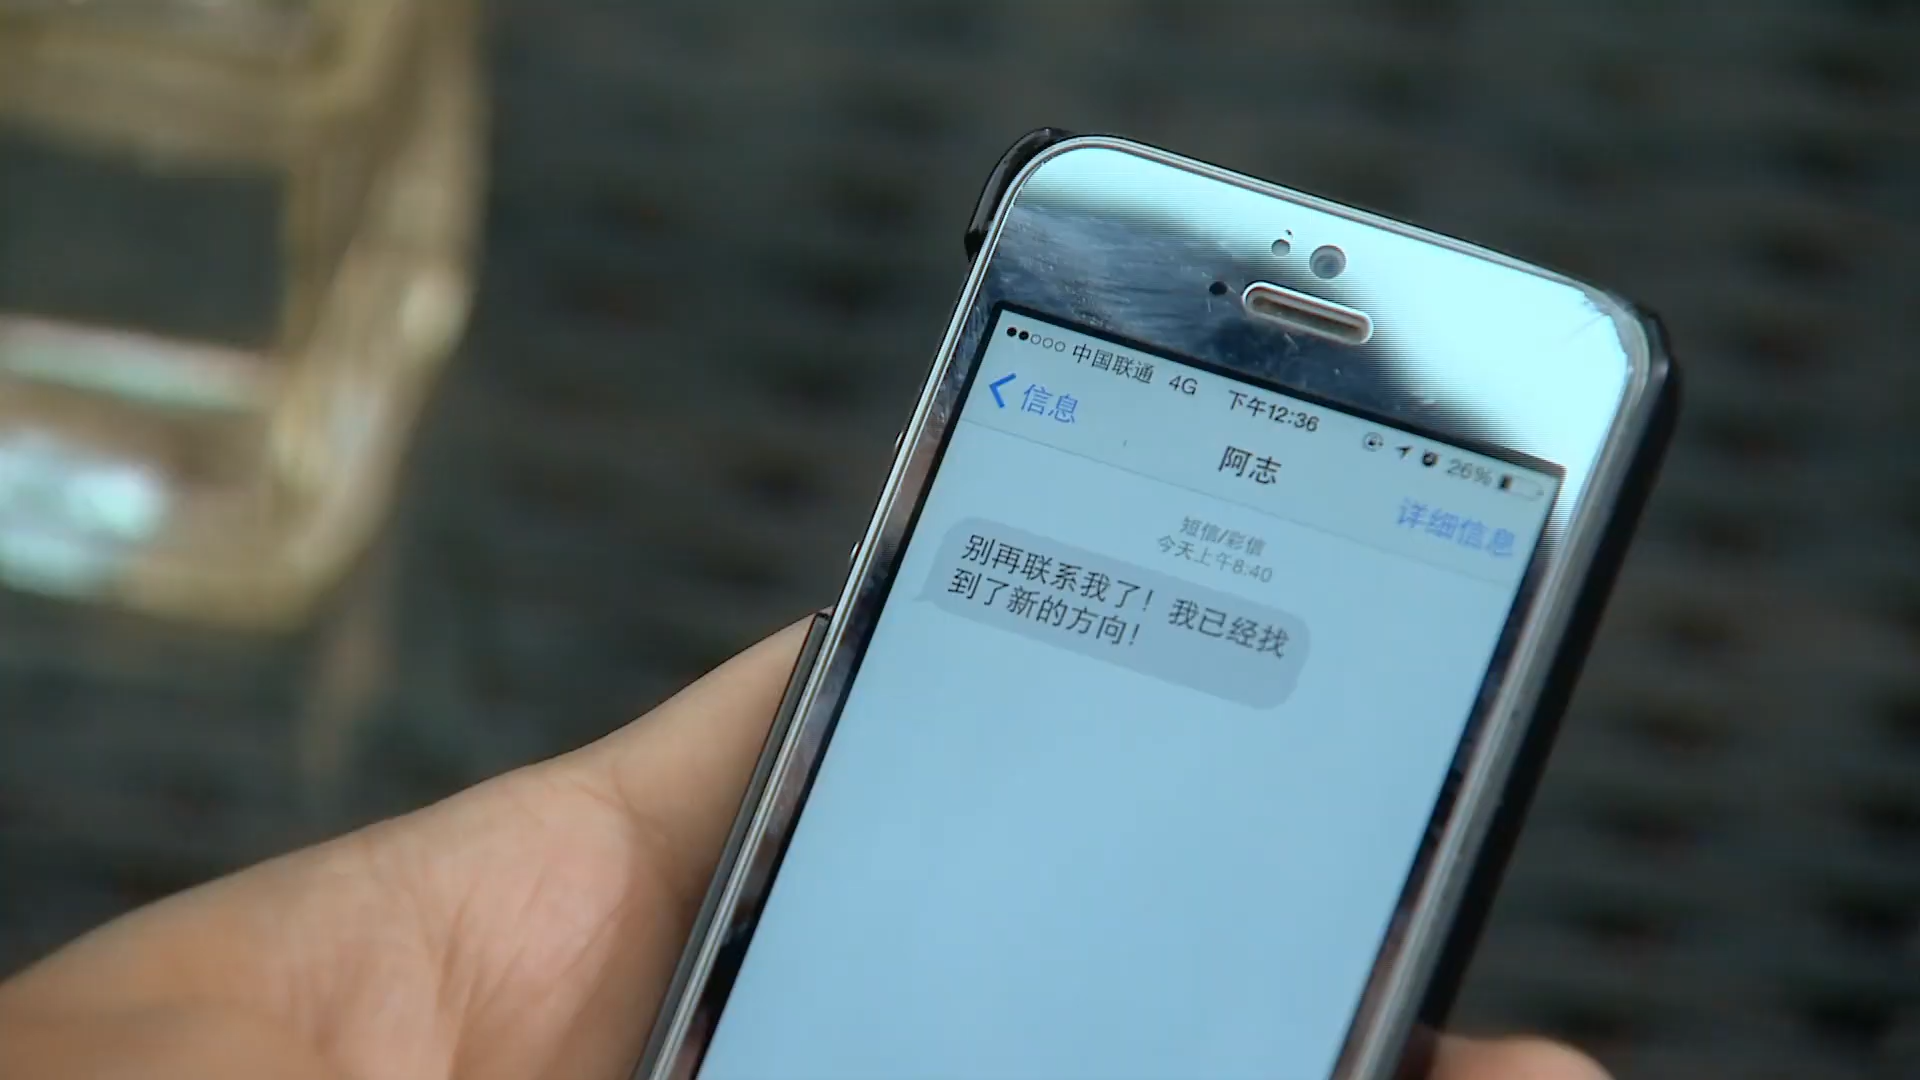 中国联通 4G 下午12:36 26%
信息 阿志 详细信息
短信/彩信
今天上午8:40
别再联系我了！我已经找
到了新的方向！